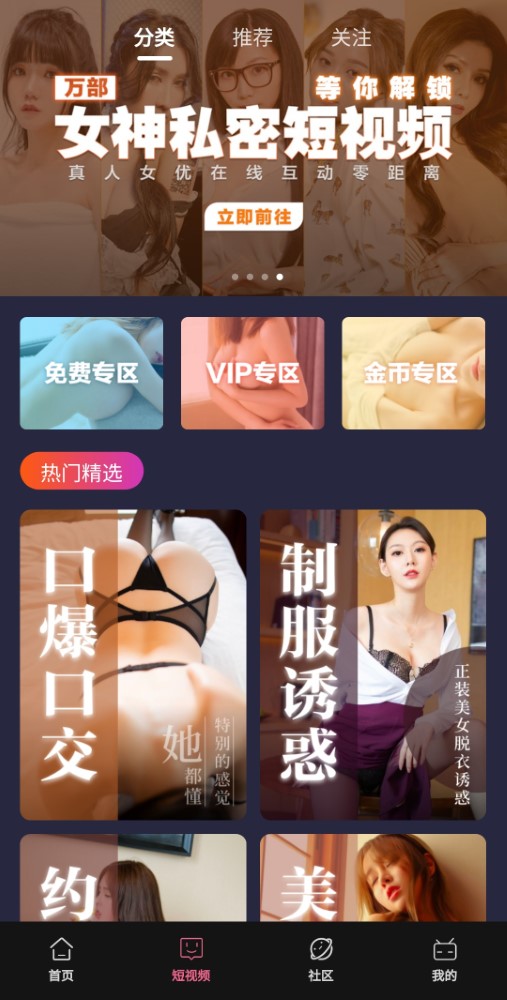 分类
推荐
关注
万部
等你解锁
女神私密短视频
真人女优在线互动零距离
立即前往
免费专区
VIP专区
金币专区
热门精选
口爆口交
她
都懂
特别的感觉
制服诱惑
正装美女脱衣诱惑
约
美
首页
短视频
社区
我的